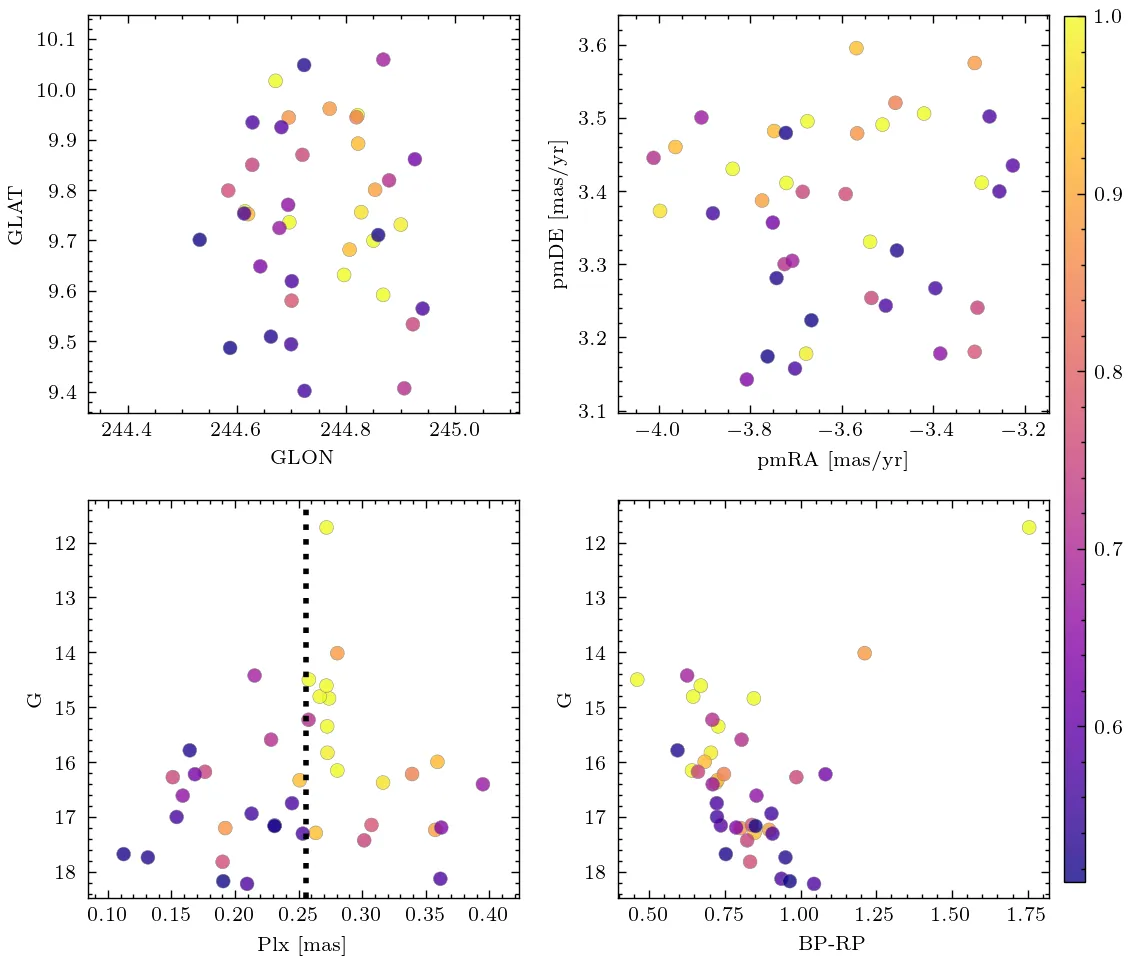 10.1
10.0
9.9
9.8
9.7
9.6
9.5
9.4
GLAT
244.4 244.6 244.8 245.0
GLON
3.6
3.5
3.4
3.3
3.2
3.1
pmDE [mas/yr]
−4.0 −3.8 −3.6 −3.4 −3.2
pmRA [mas/yr]
1.0
0.9
0.8
0.7
0.6
12
13
14
15
16
17
18
G
0.10 0.15 0.20 0.25 0.30 0.35 0.40
Plx [mas]
12
13
14
15
16
17
18
G
0.50 0.75 1.00 1.25 1.50 1.75
BP-RP